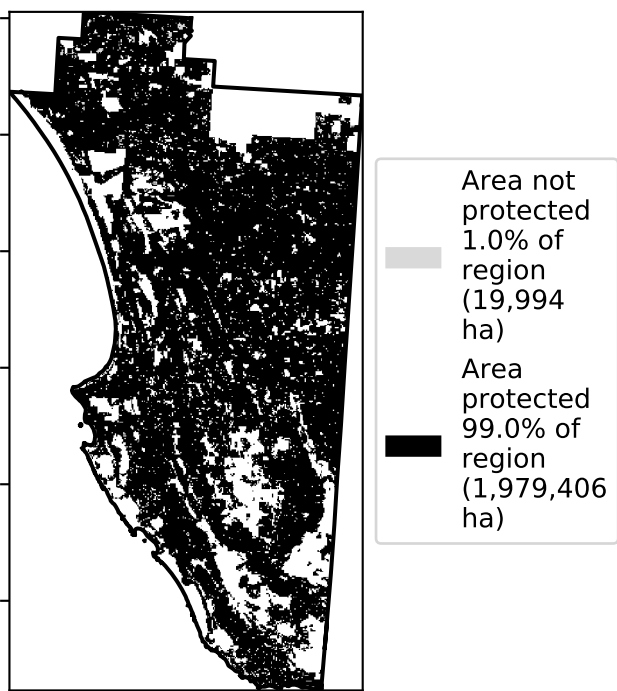 Area not
protected
1.0% of
region
(19,994
ha)
Area
protected
99.0% of
region
(1,979,406
ha)